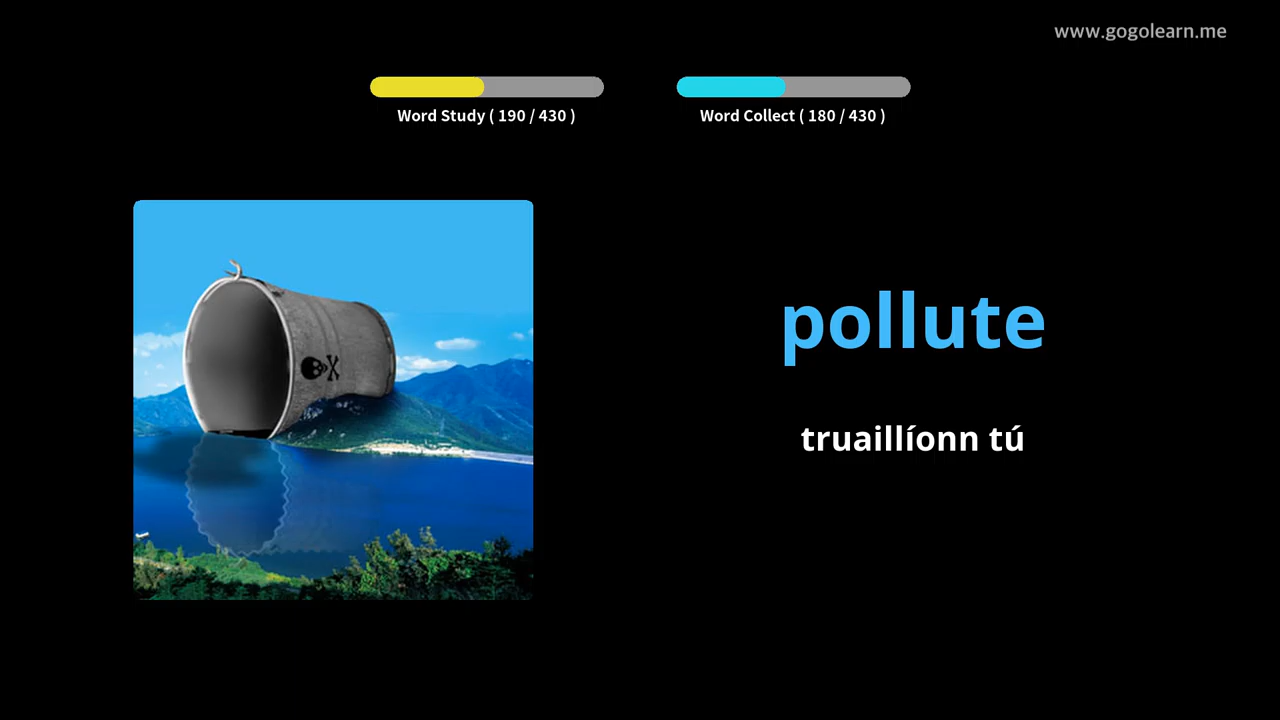 www.gogolearn.me
Word Study ( 190 / 430 )
Word Collect ( 180 / 430 )
pollute
truaillíonn tú